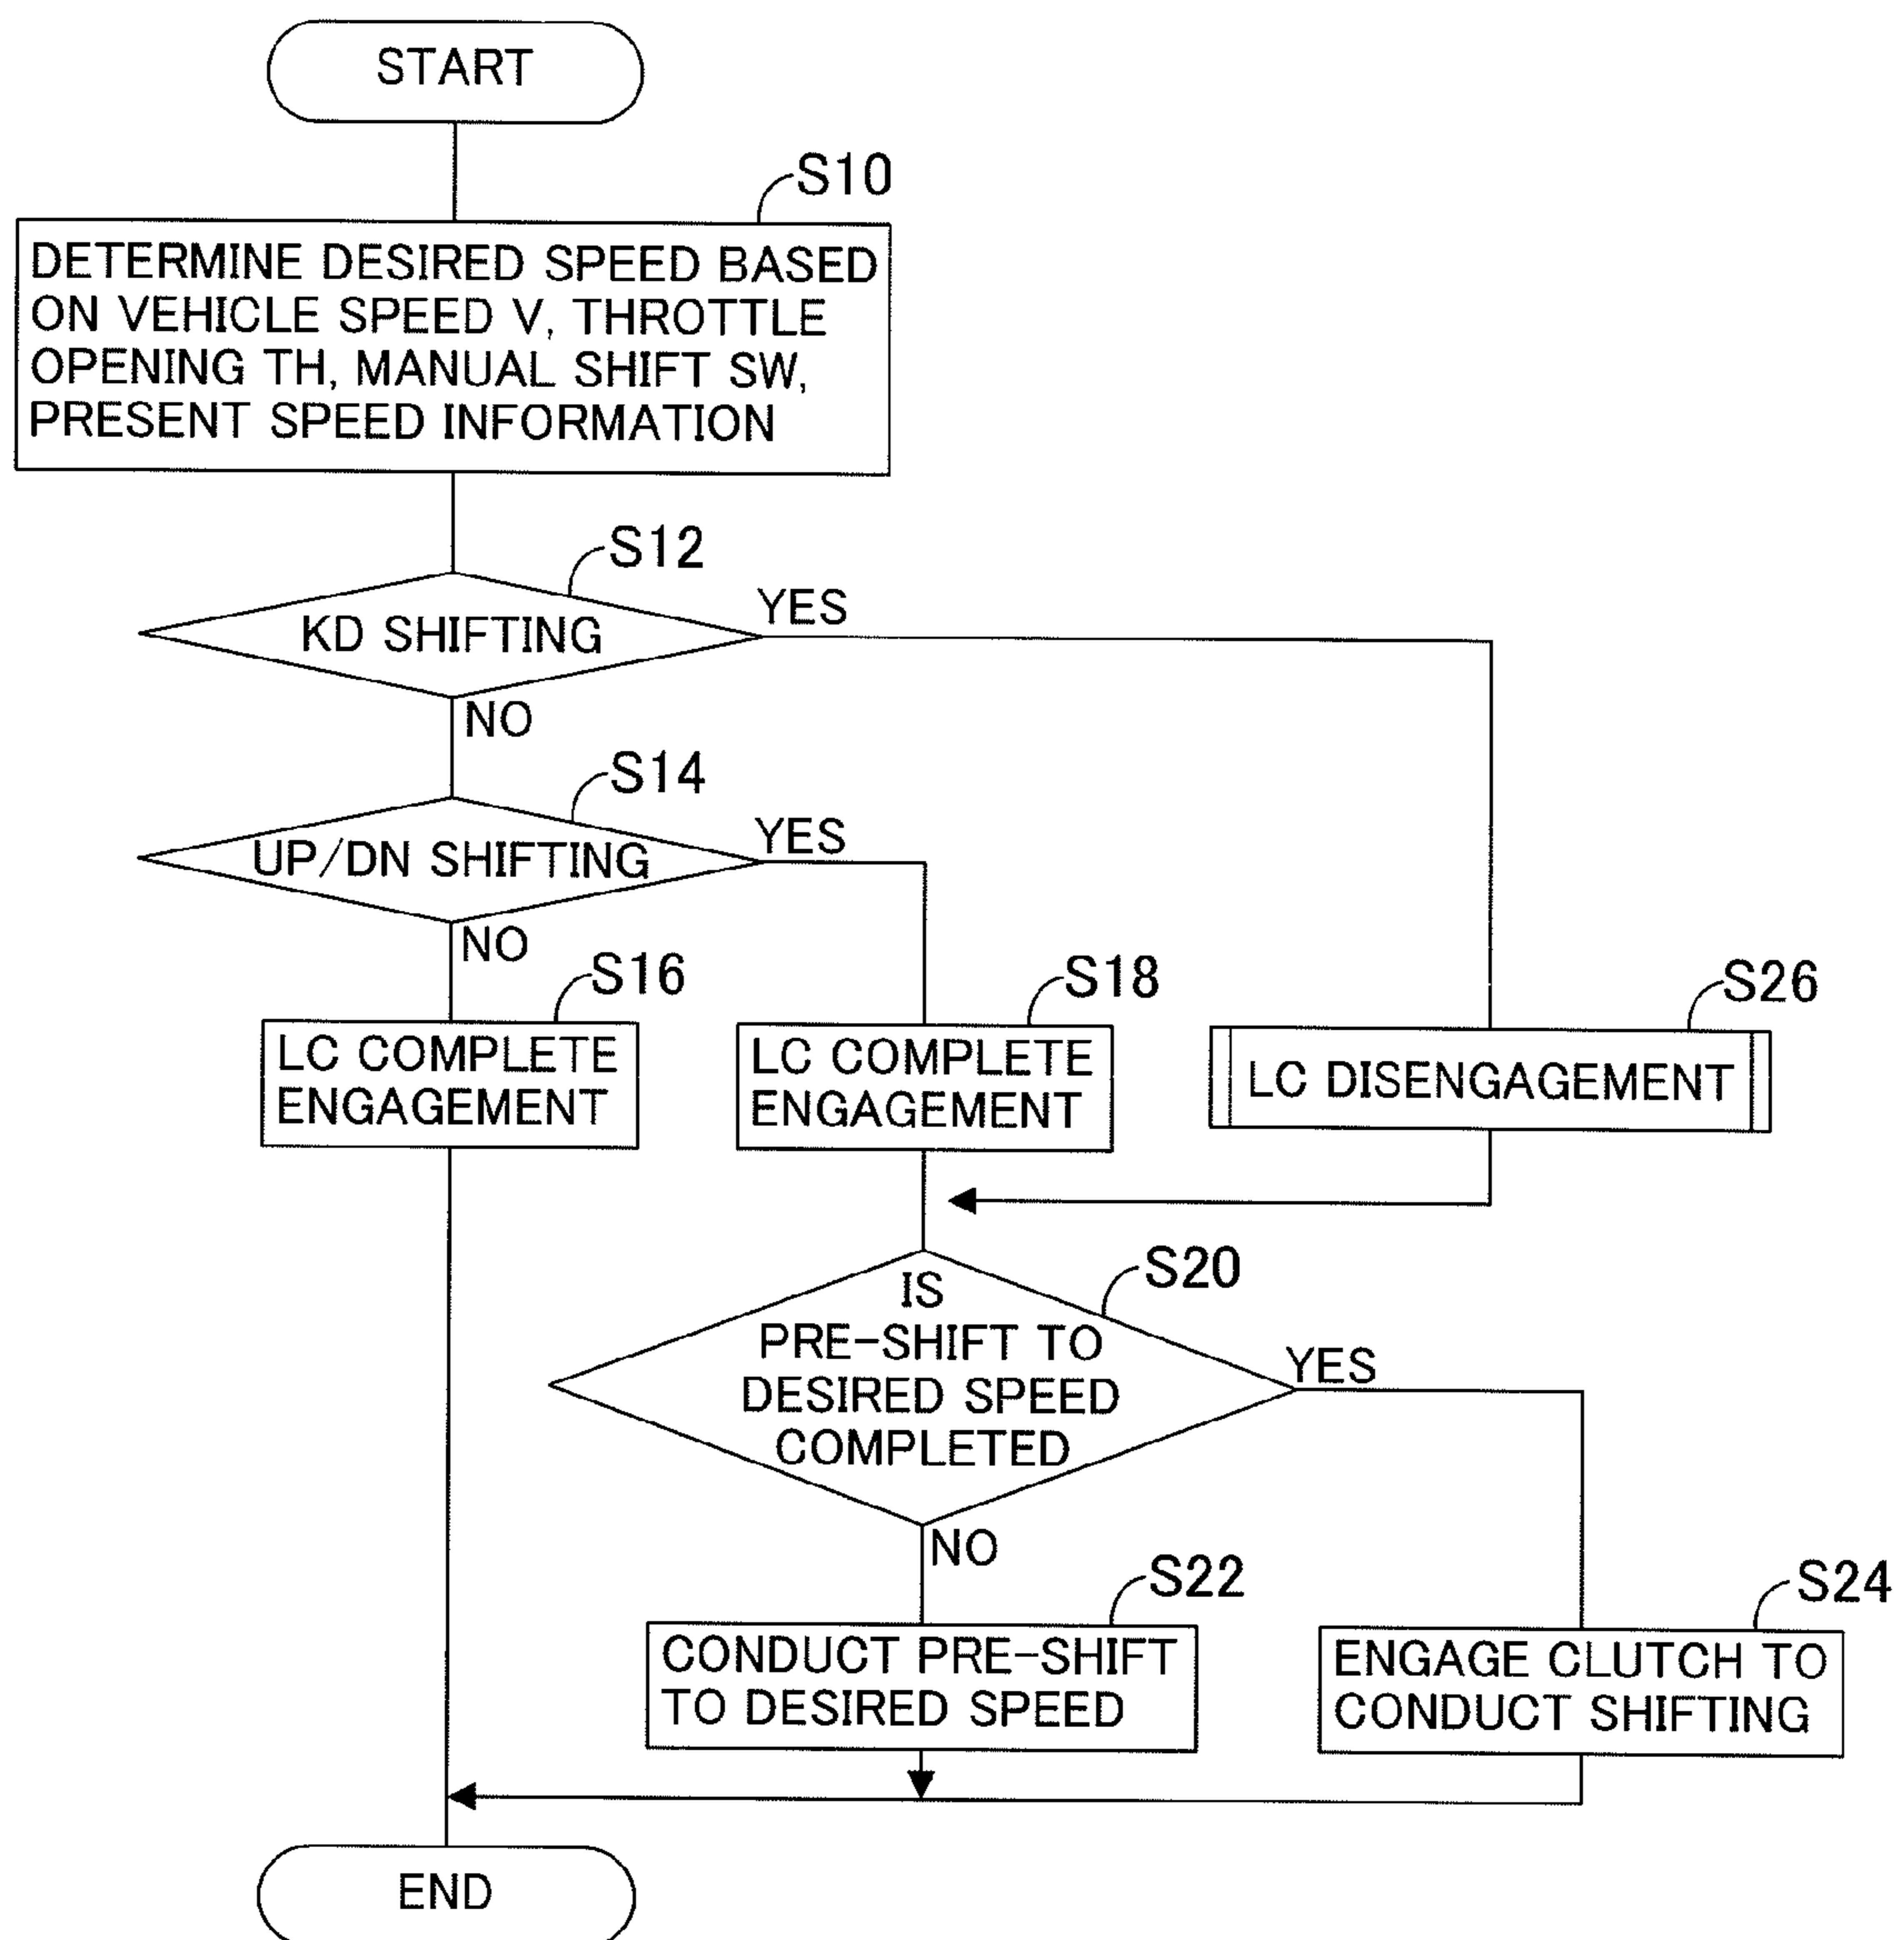 START
S10
DETERMINE DESIRED SPEED BASED
ON VEHICLE SPEED V, THROTTLE
OPENING TH, MANUAL SHIFT SW,
PRESENT SPEED INFORMATION
S12
KD SHIFTING
YES
NO
S14
UP/DN SHIFTING
YES
NO
S16
LC COMPLETE
ENGAGEMENT
S18
LC COMPLETE
ENGAGEMENT
S26
LC DISENGAGEMENT
S20
IS
PRE-SHIFT TO
DESIRED SPEED
COMPLETED
YES
NO
S22
CONDUCT PRE-SHIFT
TO DESIRED SPEED
S24
ENGAGE CLUTCH TO
CONDUCT SHIFTING
END